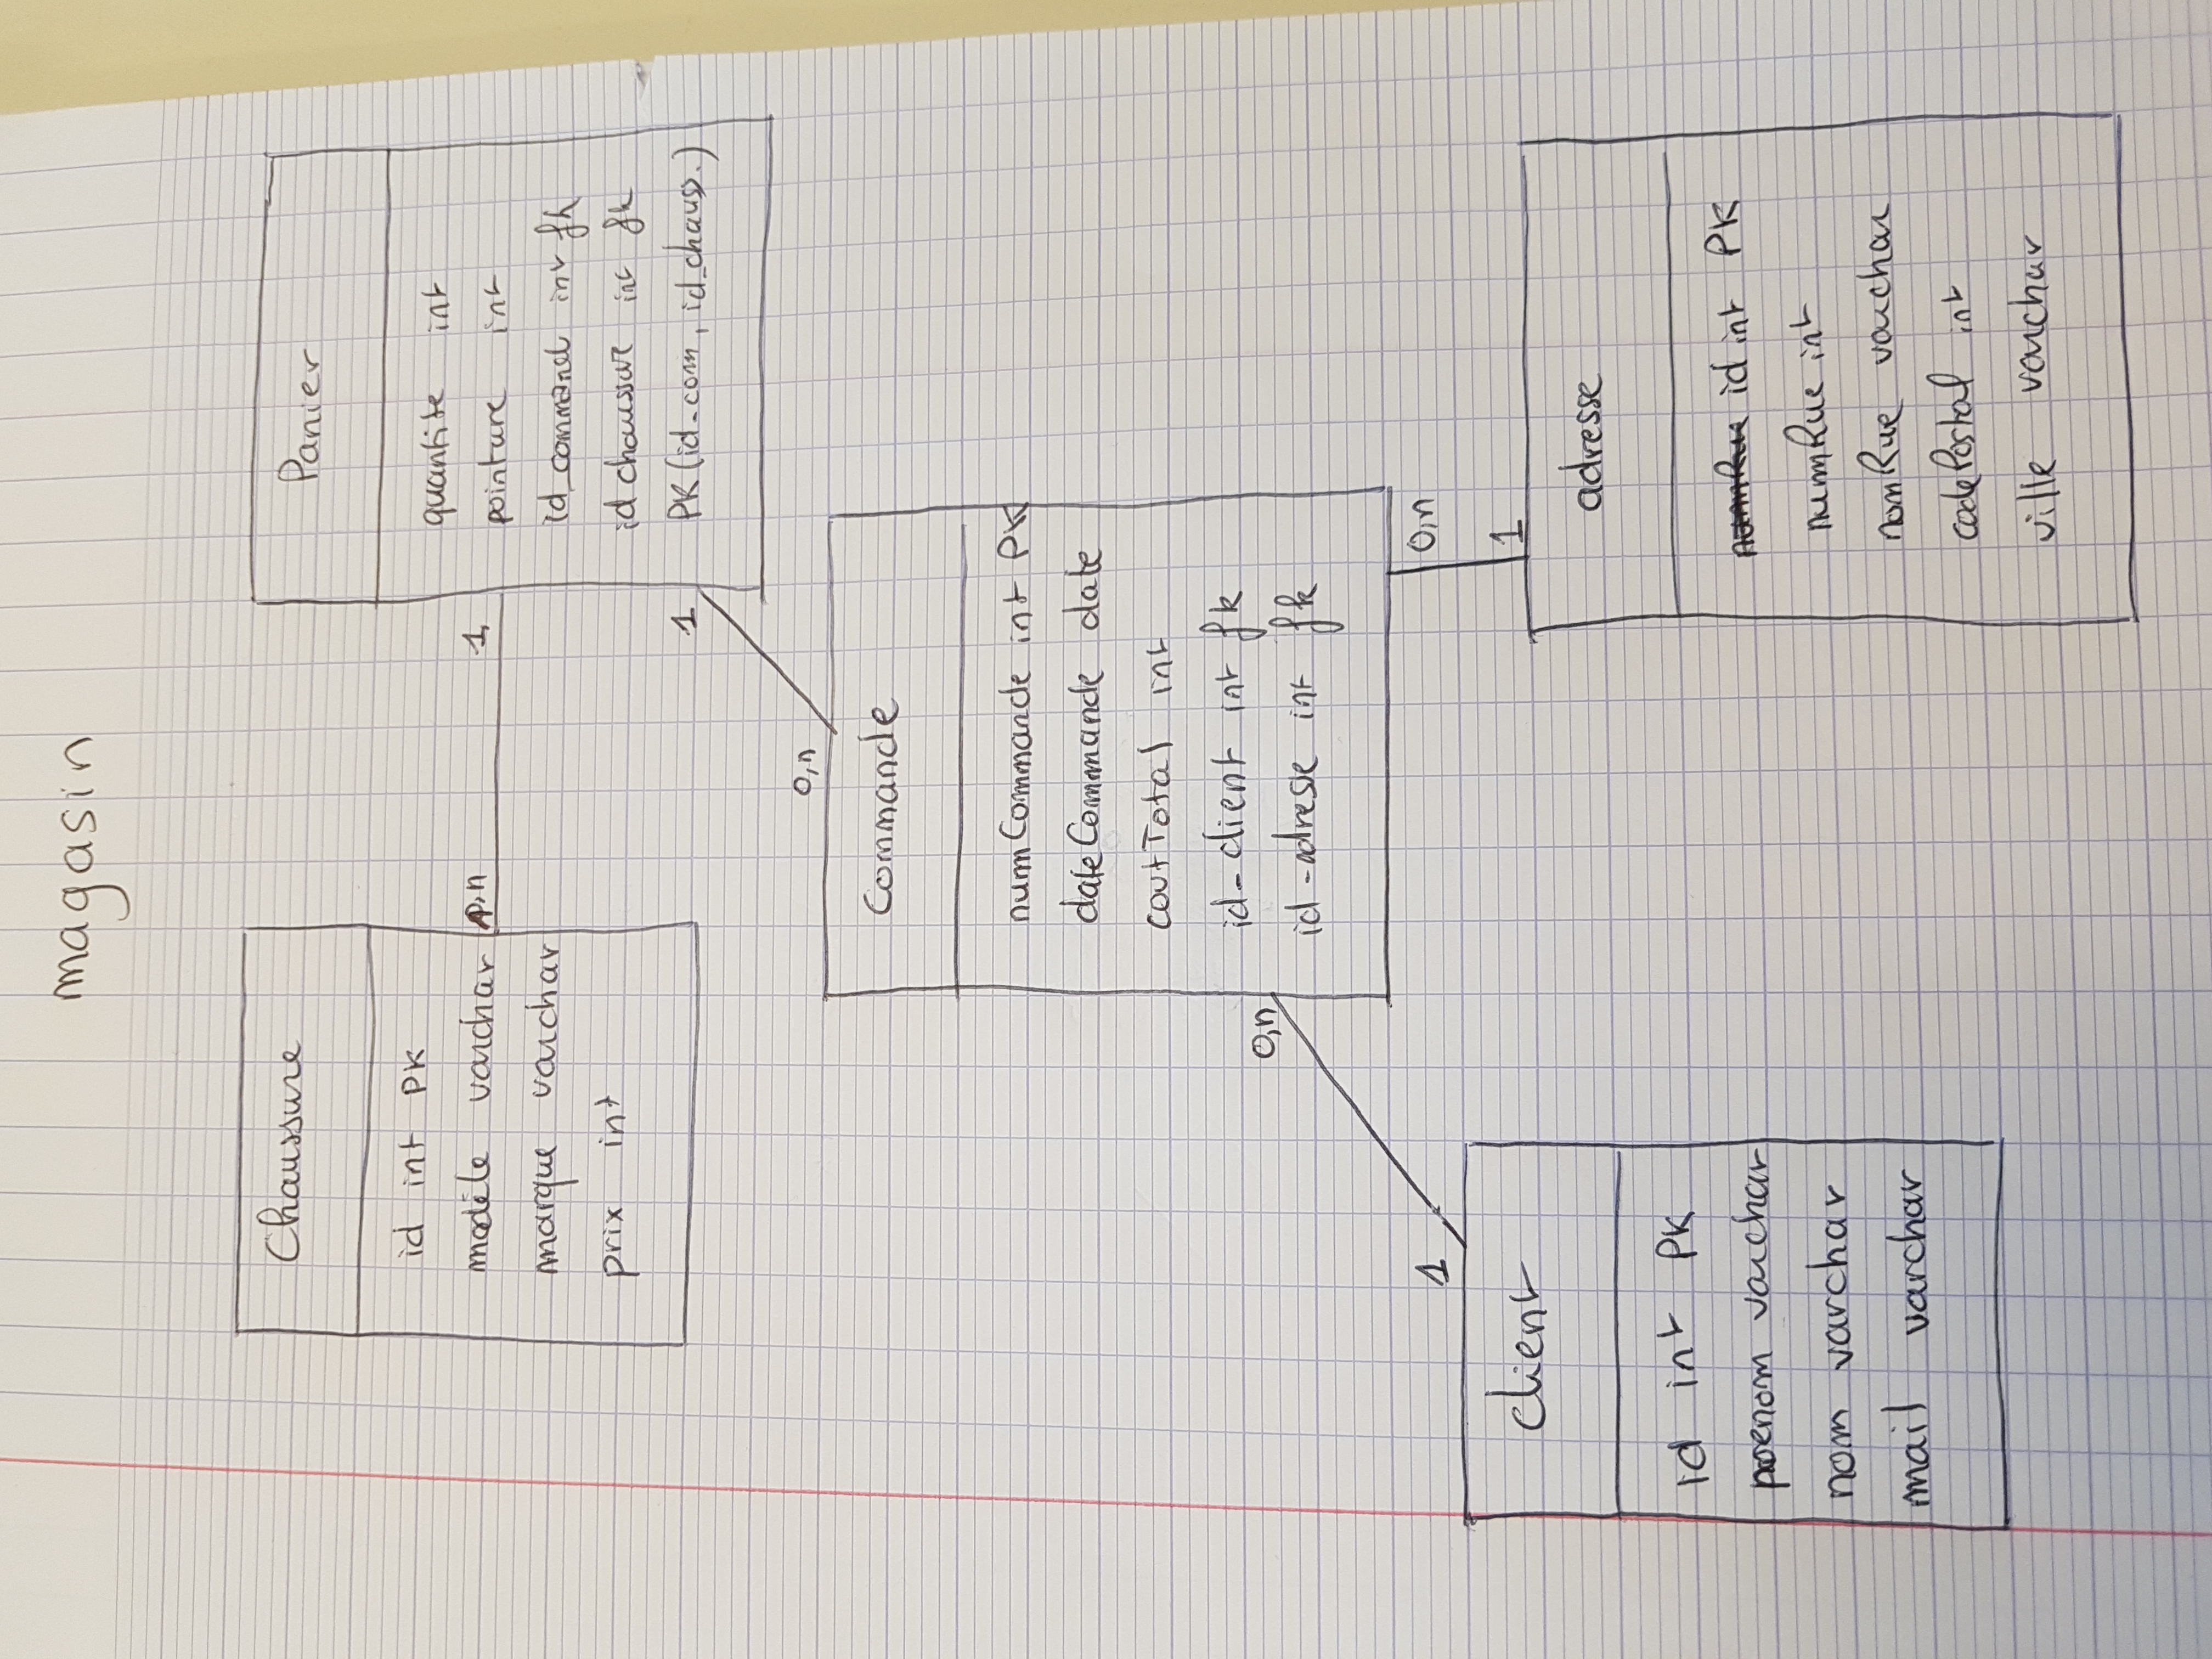 magasin
Chaussure
id int PK
modèle varchar
marque varchar
prix int
,n
1
Panier
quantite int
pointure int
id_command int fk
id chaussure int fk
PK (id-com, id_chauss.)
1
0,n
Commande
numCommande int PK
dateCommande date
coutTotal int
id-client int fk
id-adresse int fk
0,n
1
0,n
1
client
id int PK
prenom varchar
nom varchar
mail varchar
adresse
numRue id int PK
numRue int
nomRue varchar
codePostal int
ville varchar